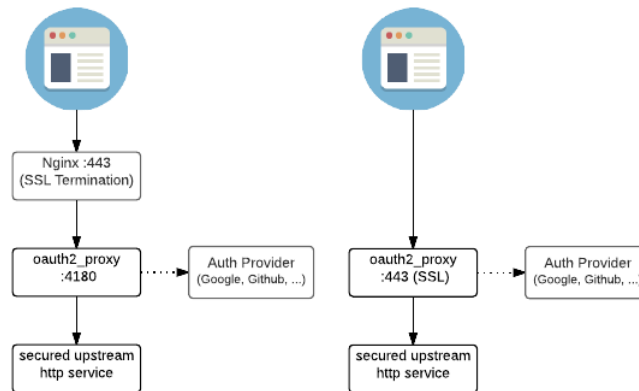 Nginx :443
(SSL Termination)
oauth2_proxy
:4180
Auth Provider
(Google, Github, ...)
secured upstream
http service
oauth2_proxy
:443 (SSL)
Auth Provider
(Google, Github, ...)
secured upstream
http service